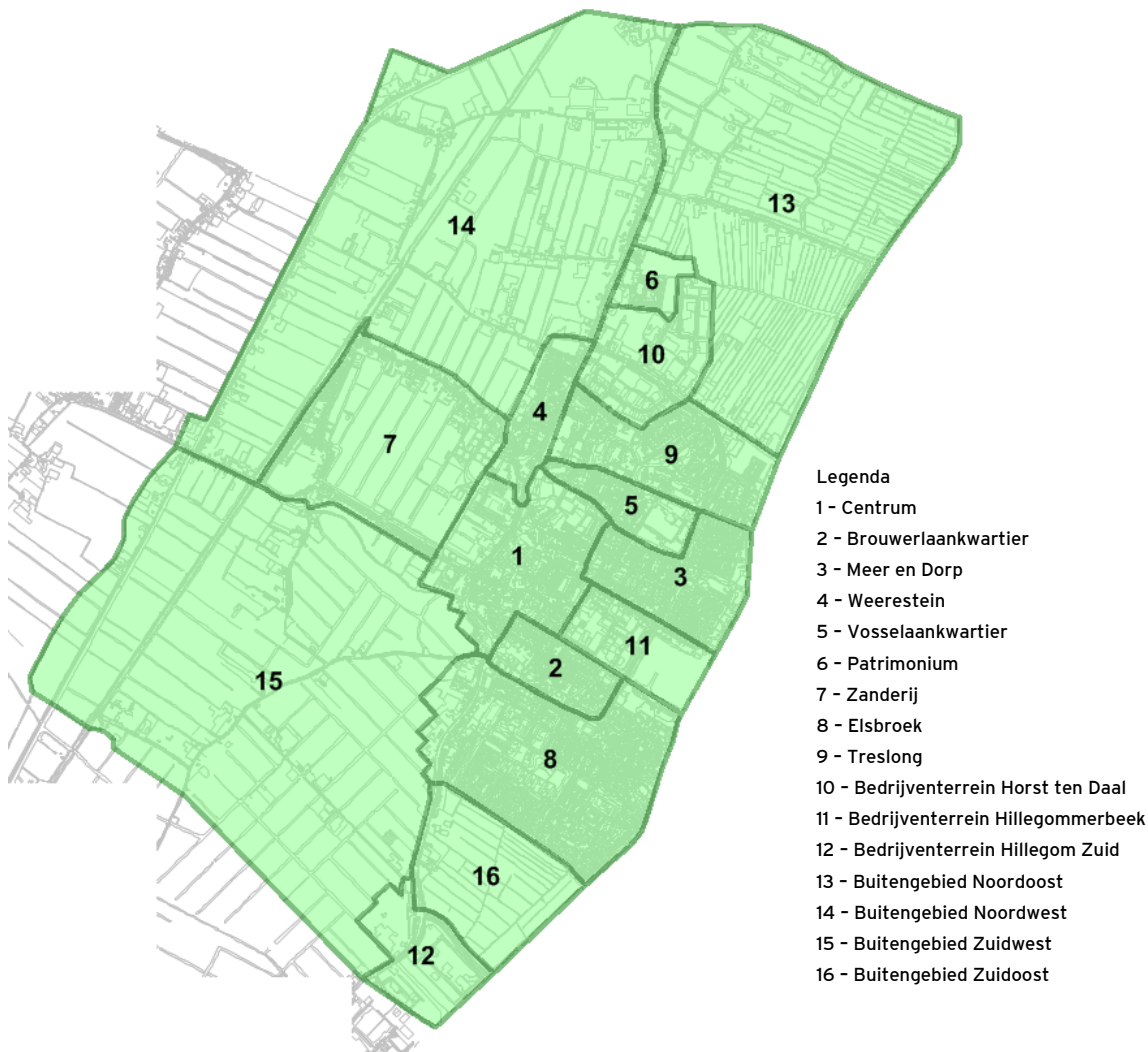 13
14
6
10
4
7
9
5
1
3
11
2
15
8
16
12
Legenda
1 – Centrum
2 – Brouwerlaankwartier
3 – Meer en Dorp
4 – Weerestein
5 – Vosselaankwartier
6 – Patrimonium
7 – Zanderij
8 – Elsbroek
9 – Treslong
10 – Bedrijventerrein Horst ten Daal
11 – Bedrijventerrein Hillegommerbeek
12 – Bedrijventerrein Hillegom Zuid
13 – Buitengebied Noordoost
14 – Buitengebied Noordwest
15 – Buitengebied Zuidwest
16 – Buitengebied Zuidoost